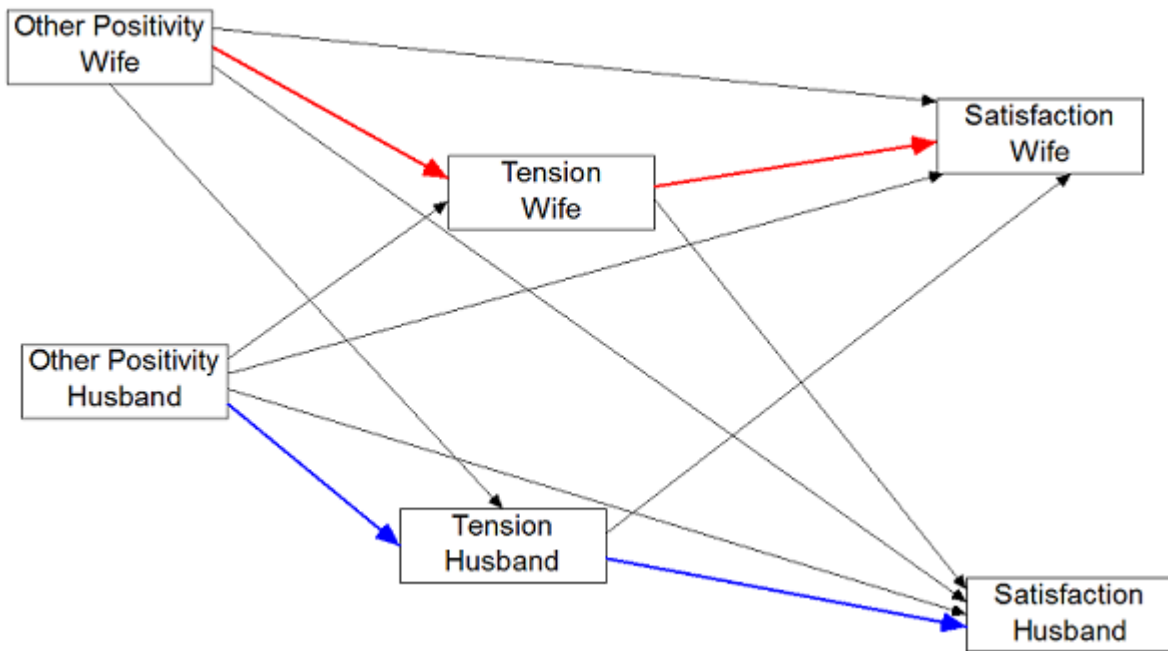 Other Positivity
Wife
Satisfaction
Wife
Tension
Wife
Other Positivity
Husband
Tension
Husband
Satisfaction
Husband